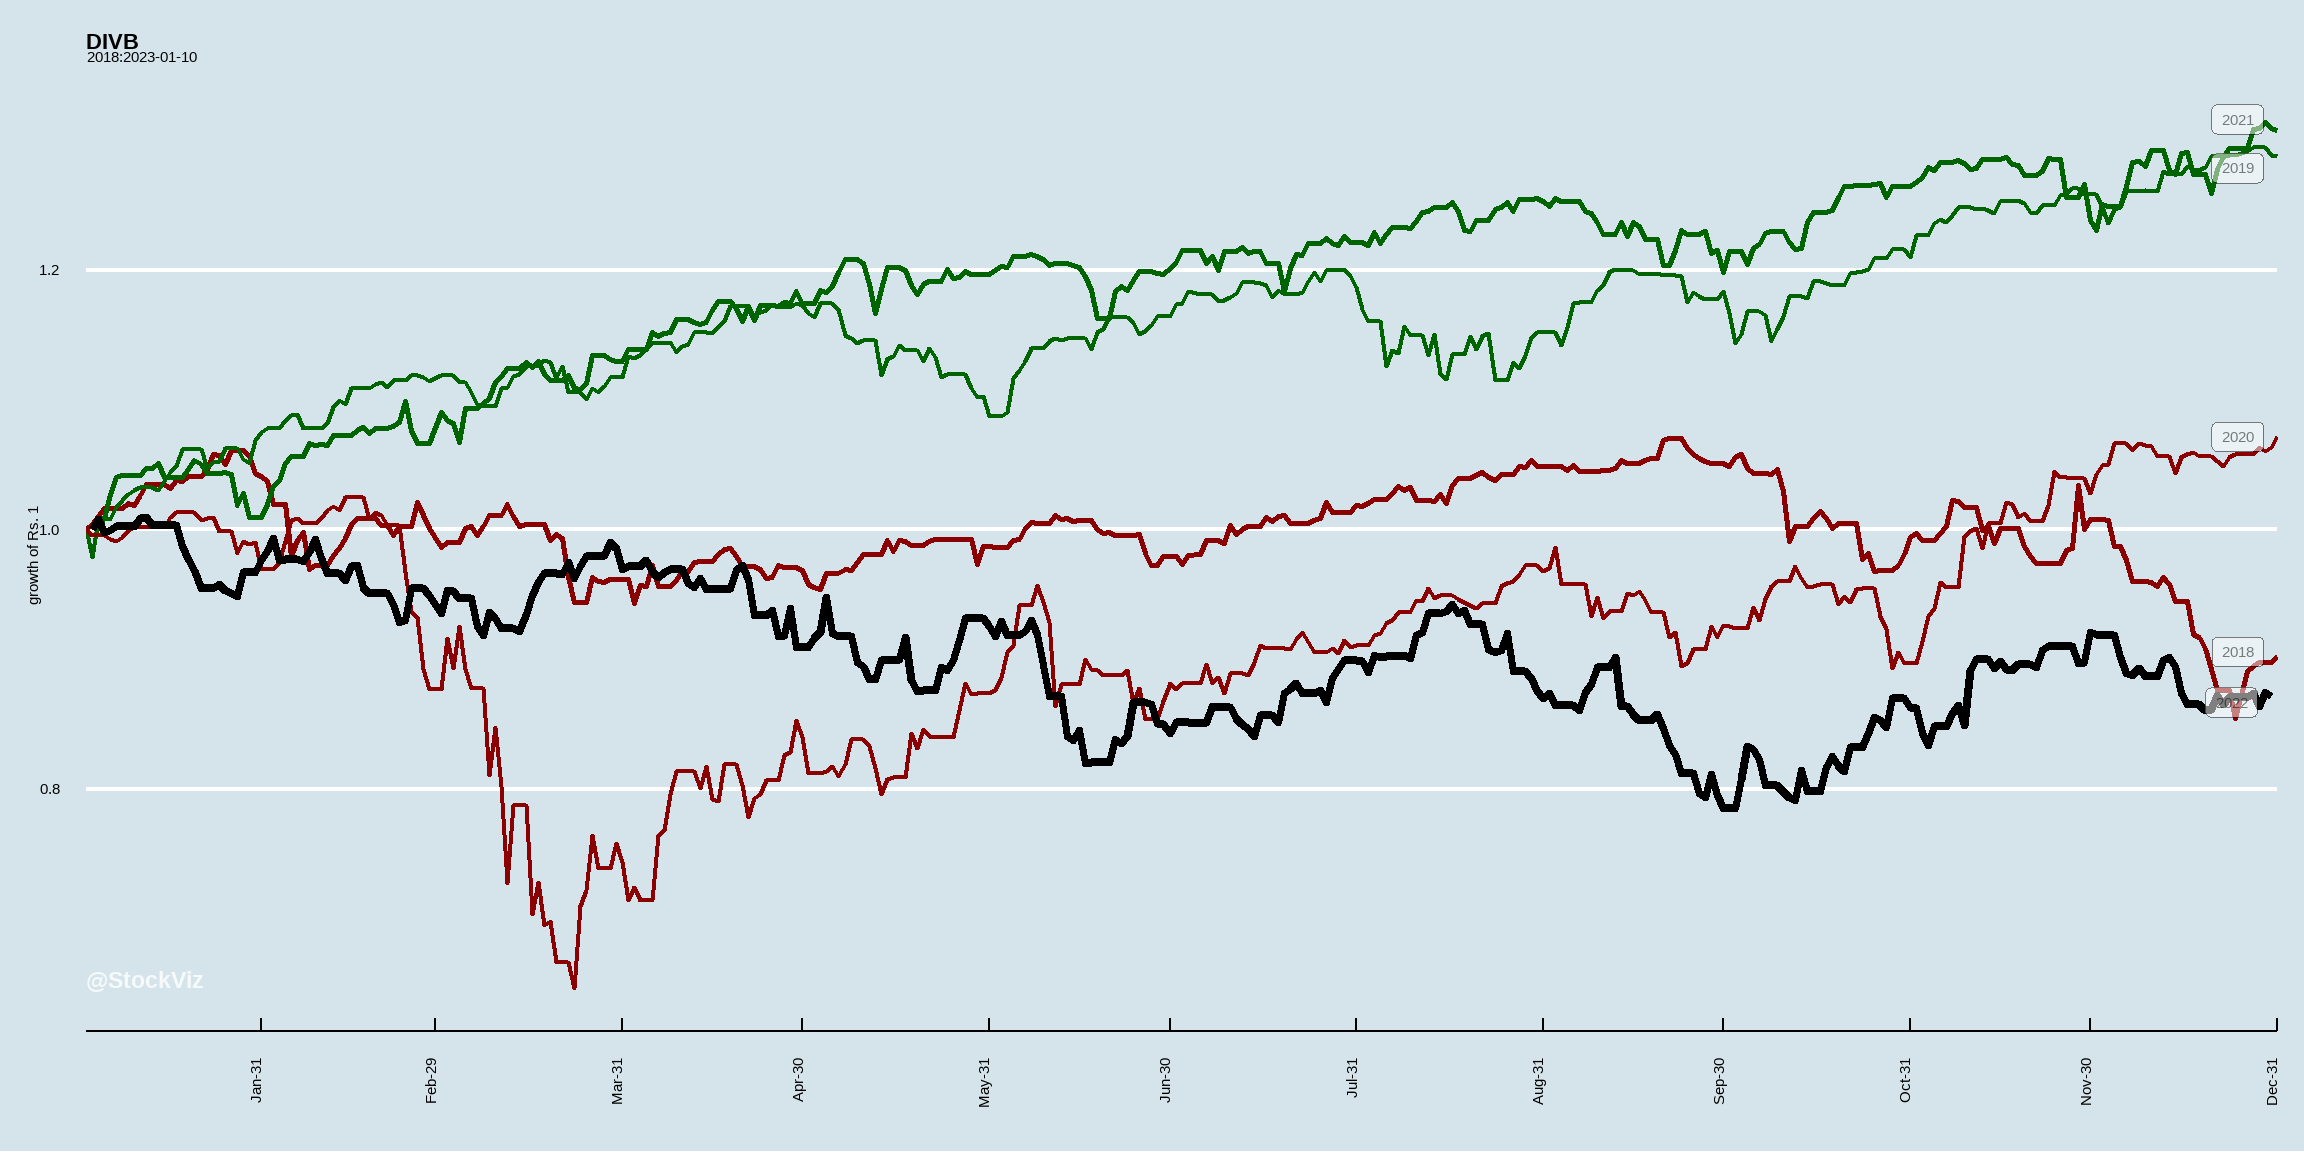 DIVB
2018:2023-01-10
2021
2019
1.2
2020
1.0
growth of Rs. 1
2018
2022
0.8
@StockViz
Jan-31
Feb-29
Mar-31
Apr-30
May-31
Jun-30
Jul-31
Aug-31
Sep-30
Oct-31
Nov-30
Dec-31